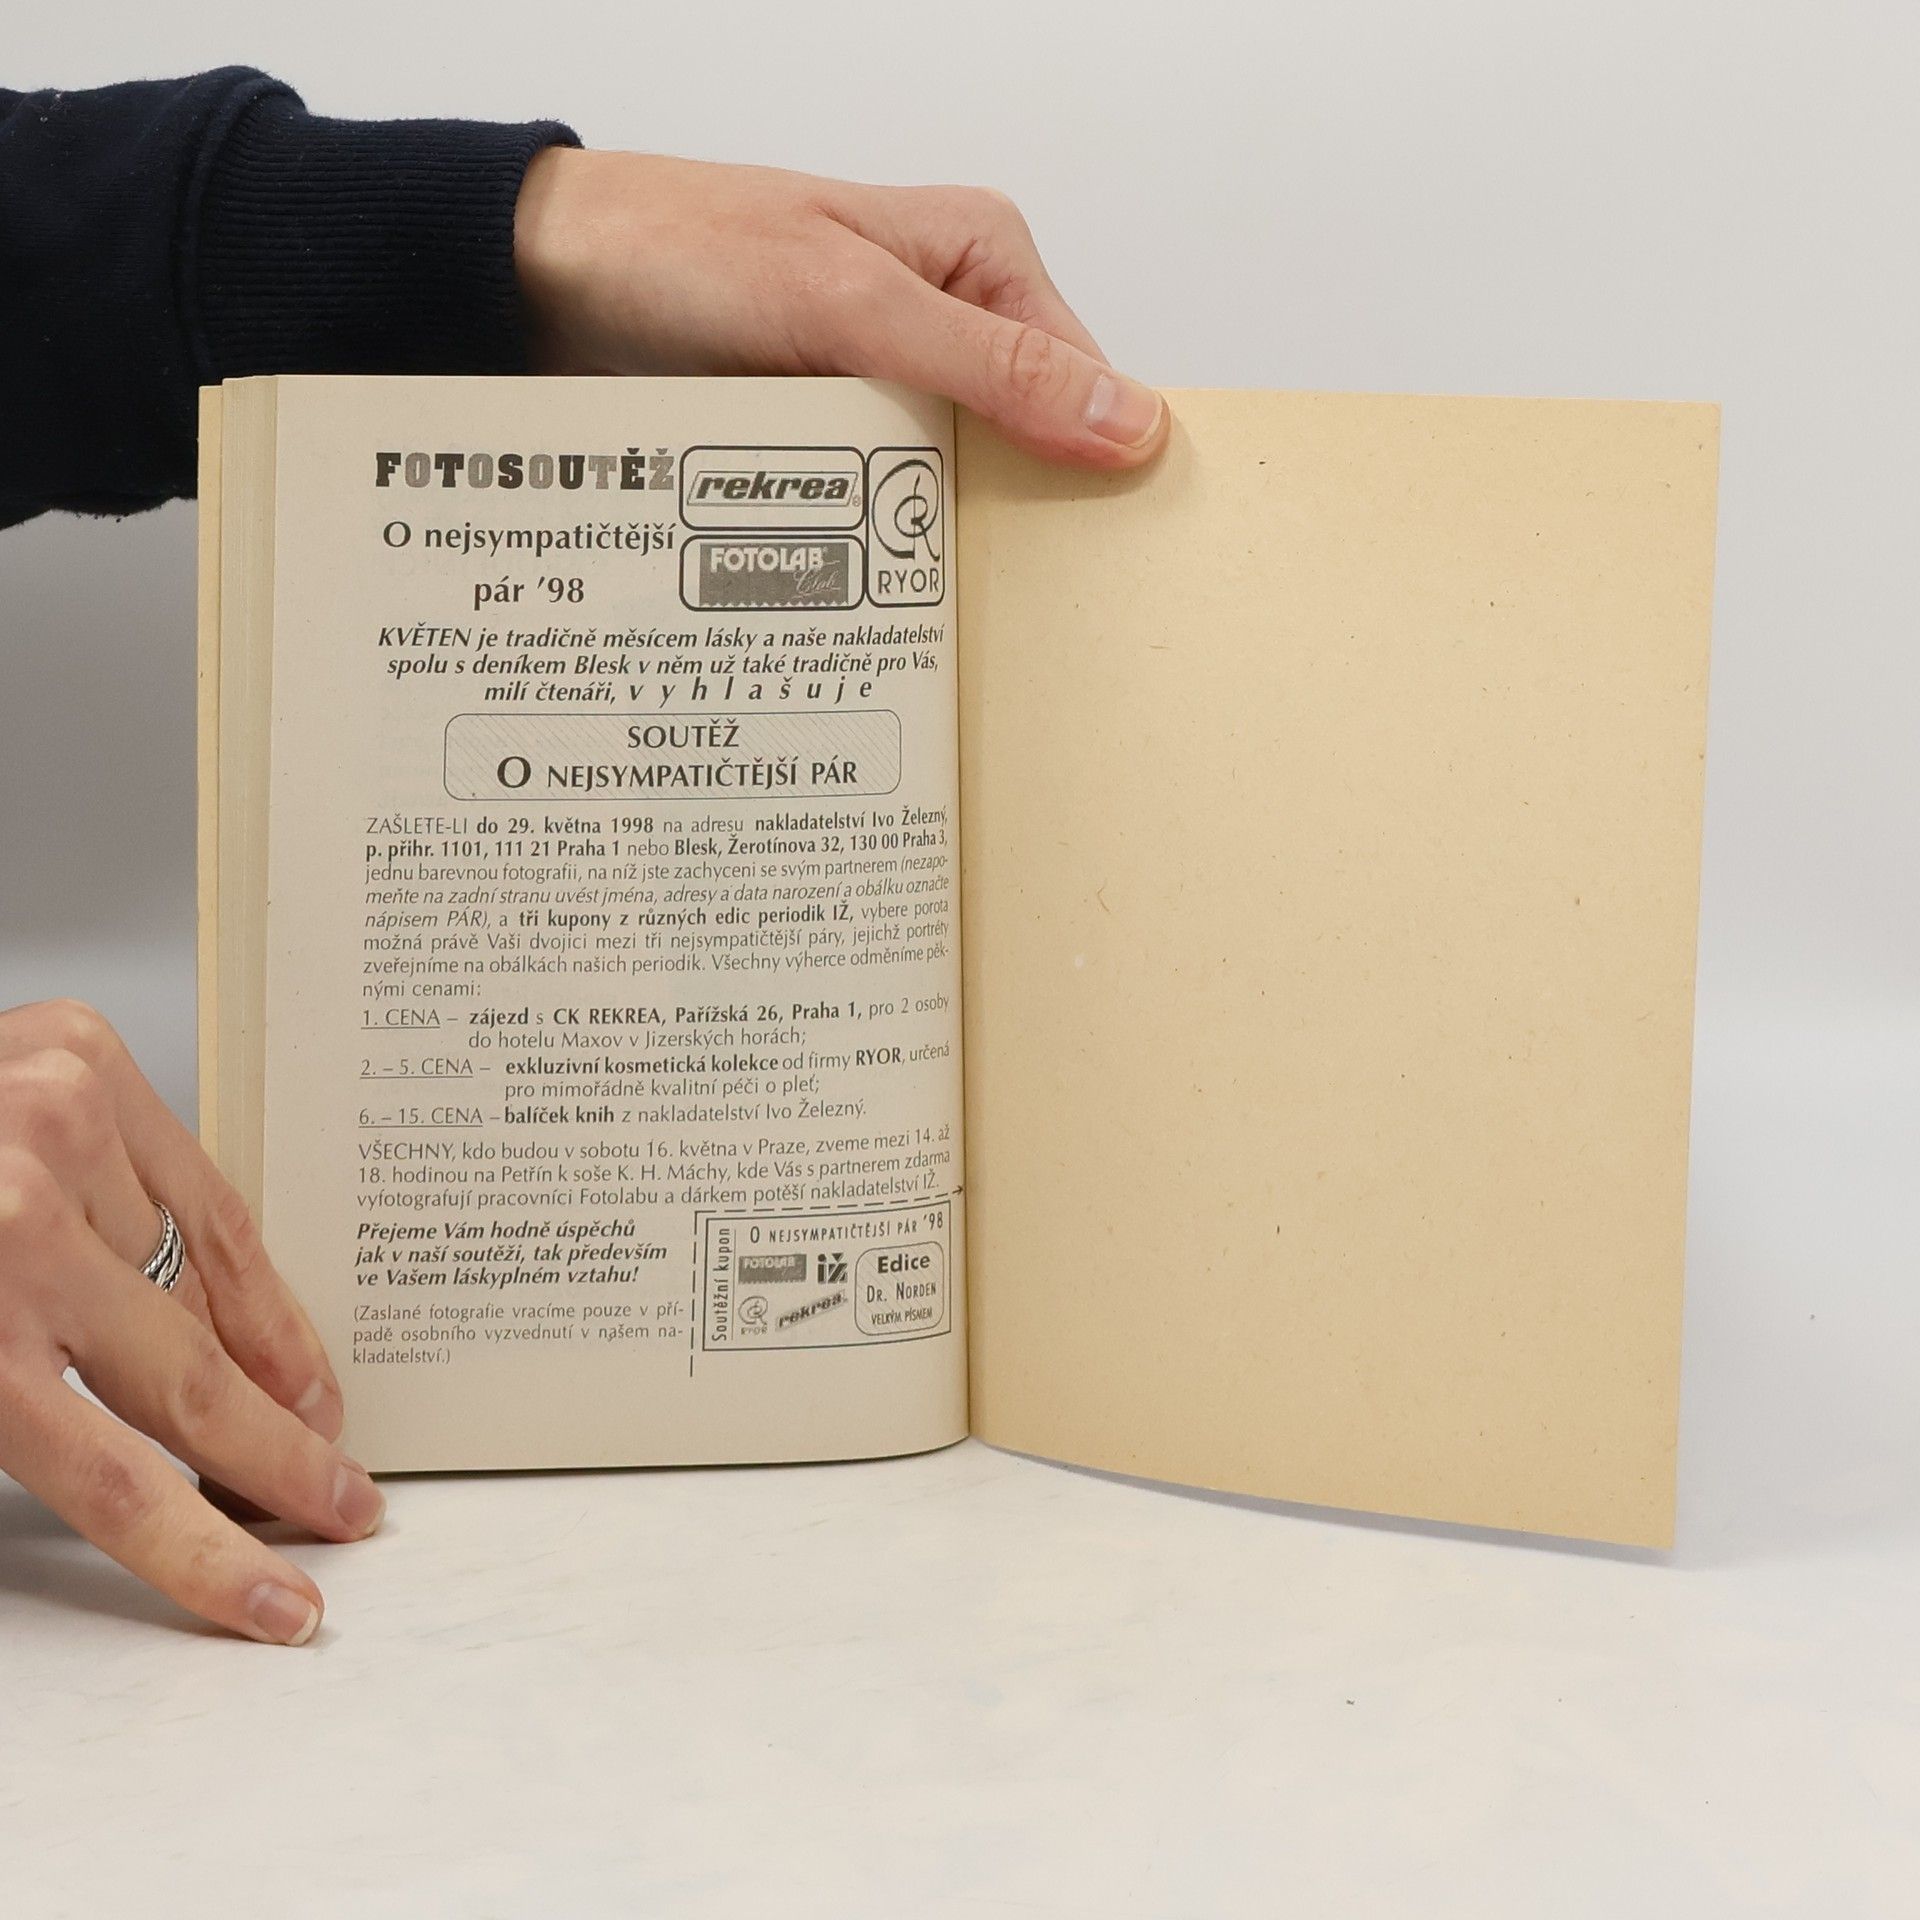 FOTOSOUTĚŽ
O nejsympatičtější
pár '98
rekrea®
FOTOLAB
Club
RYOR
KVĚTEN je tradičně měsícem lásky a naše nakladatelství
spolu s deníkem Blesk v něm už také tradičně pro Vás,
milí čtenáři, v y h l a š u j e
SOUTĚŽ
O NEJSYMPATIČTĚJŠÍ PÁR
ZAŠLETE-LI do 29. května 1998 na adresu nakladatelství Ivo Železný,
p. přihr. 1101, 111 21 Praha 1 nebo Blesk, Žerotínova 32, 130 00 Praha 3,
jednu barevnou fotografii, na níž jste zachyceni se svým partnerem (nezapo-
meňte na zadní stranu uvést jména, adresy a data narození a obálku označte
nápisem PÁR), a tři kupony z různých edic periodik IŽ, vybere porota
možná právě Vaši dvojici mezi tři nejsympatičtější páry, jejichž portréty
zveřejníme na obálkách našich periodik. Všechny výherce odměníme pěk-
nými cenami:
1. CENA – zájezd s CK REKREA, Pařížská 26, Praha 1, pro 2 osoby
do hotelu Maxov v Jizerských horách;
2. – 5. CENA – exkluzivní kosmetická kolekce od firmy RYOR, určená
pro mimořádně kvalitní péči o pleť;
6. – 15. CENA – balíček knih z nakladatelství Ivo Železný.
VŠECHNY, kdo budou v sobotu 16. května v Praze, zveme mezi 14. až
18. hodinou na Petřín k soše K. H. Máchy, kde Vás s partnerem zdarma
vyfotografují pracovníci Fotolabu a dárkem potěší nakladatelství IŽ.
Přejeme Vám hodně úspěchů
jak v naší soutěži, tak především
ve Vašem láskyplném vztahu!
(Zaslané fotografie vracíme pouze v pří-
padě osobního vyzvednutí v našem na-
kladatelství.)
Soutěžní kupon
O NEJSYMPATIČTĚJŠÍ PÁR '98
FOTOLAB
iž
RYOR
rekrea
Edice
DR. NORDEN
VELKÝM PÍSMEM